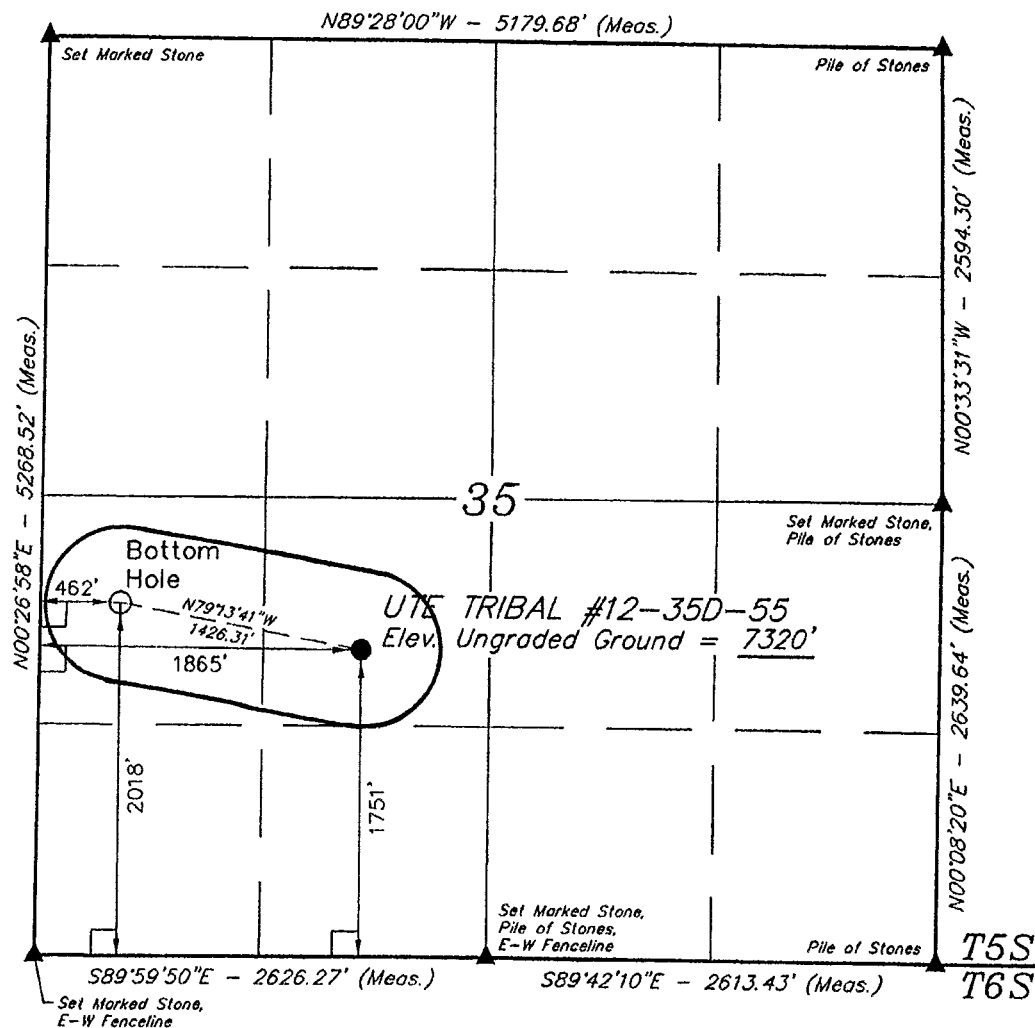 N89°28'00"W - 5179.68' (Meas.)
Set Marked Stone
Pile of Stones
N00°33'31"W - 2594.30' (Meas.)
N00°26'58"E - 5268.52' (Meas.)
35
Set Marked Stone,
Pile of Stones
Bottom
Hole
462'
N79°13'41"W
1426.31'
UTE TRIBAL #12-35D-55
Elev. Ungraded Ground = 7320'
1865'
2018'
1751'
N00°08'20"E - 2639.64' (Meas.)
Set Marked Stone,
Pile of Stones,
E-W Fenceline
Pile of Stones
T5S
T6S
S89°59'50"E - 2626.27' (Meas.)
S89°42'10"E - 2613.43' (Meas.)
Set Marked Stone,
E-W Fenceline